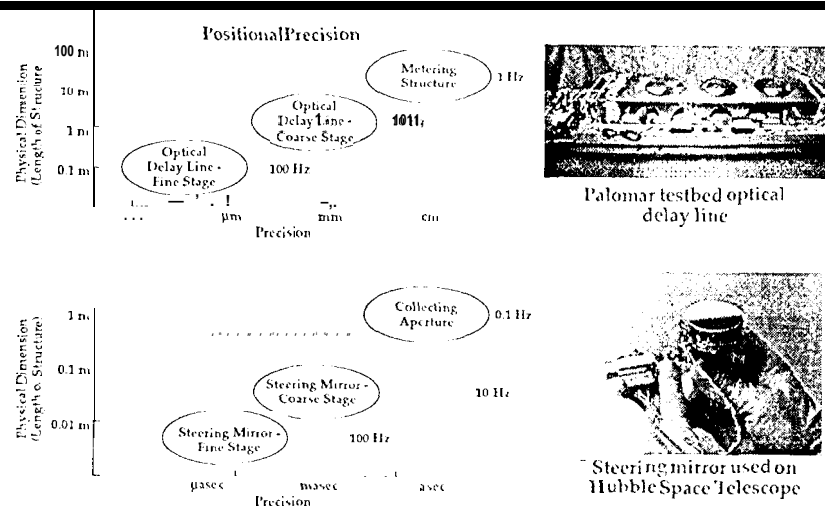 Positional Precision
Physical Dimension
(Length of Structure
100 m
10 m
1 m
0.1 m
Metering
Structure
1 Hz
Optical
Delay Line -
Coarse Stage
1011f
Optical
Delay Line -
Fine Stage
100 Hz
μm
mm
cm
Precision
Palomar testbed optical
delay line
Physical Dimension
(Length o. Structure)
1 m
0.1 m
0.01 m
Collecting
Aperture
0.1 Hz
Steering Mirror -
Coarse Stage
10 Hz
Steering Mirror -
Fine Stage
100 Hz
μasec
masec
asec
Precision
Steering mirror used on
Hubble Space Telescope